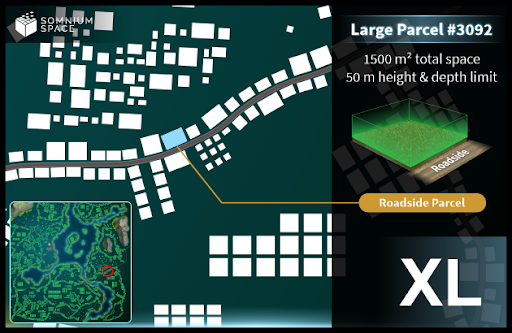 SOMNIUM
SPACE
Large Parcel #3092
1500 m² total space
50 m height & depth limit
Roadside
Roadside Parcel
XL